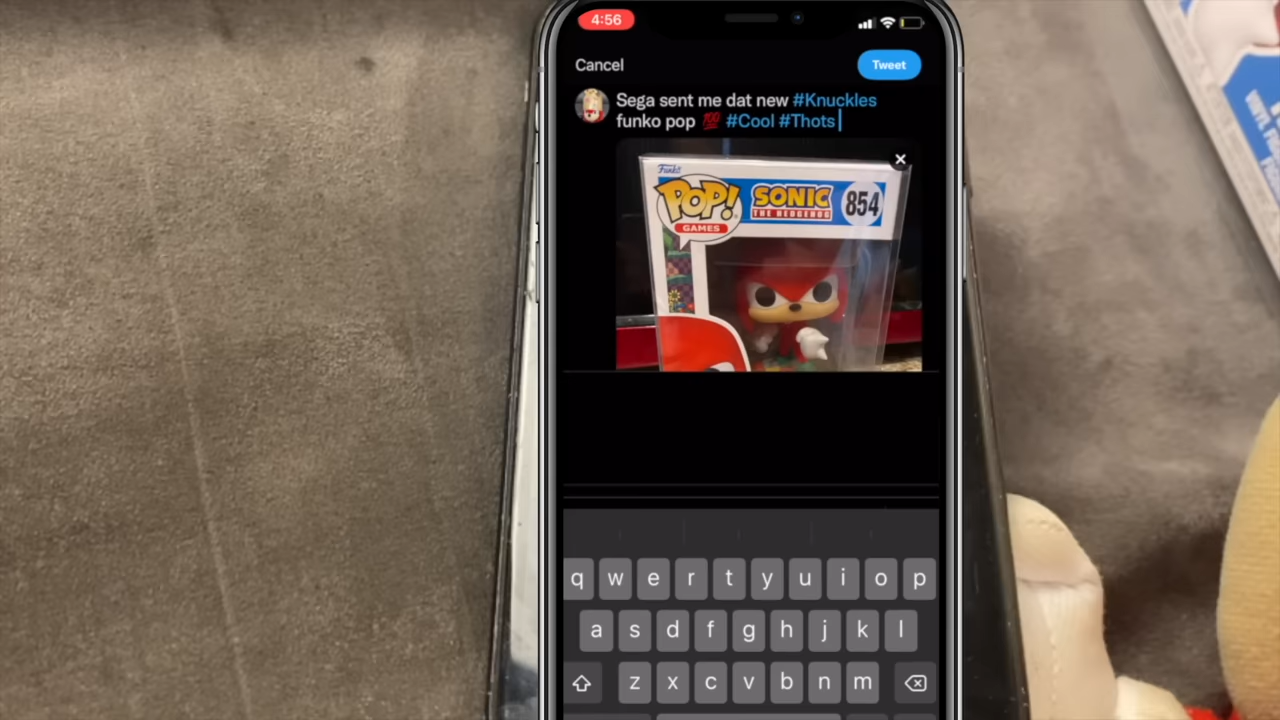 4:56
Cancel
Tweet
Sega sent me dat new #Knuckles
funko pop 💯 #Cool #Thots
Funko
POP!
GAMES
SONIC
THE HEDGEHOG
854
q w e r t y u i o p
a s d f g h j k l
z x c v b n m